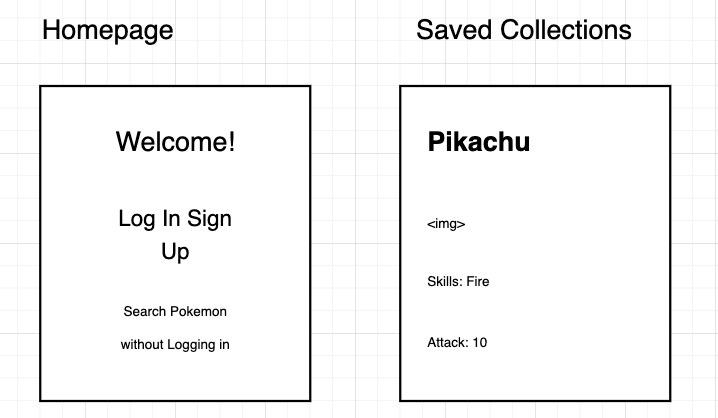 Homepage
Saved Collections
Welcome!
Log In Sign
Up
Search Pokemon
without Logging in
Pikachu
<img>
Skills: Fire
Attack: 10